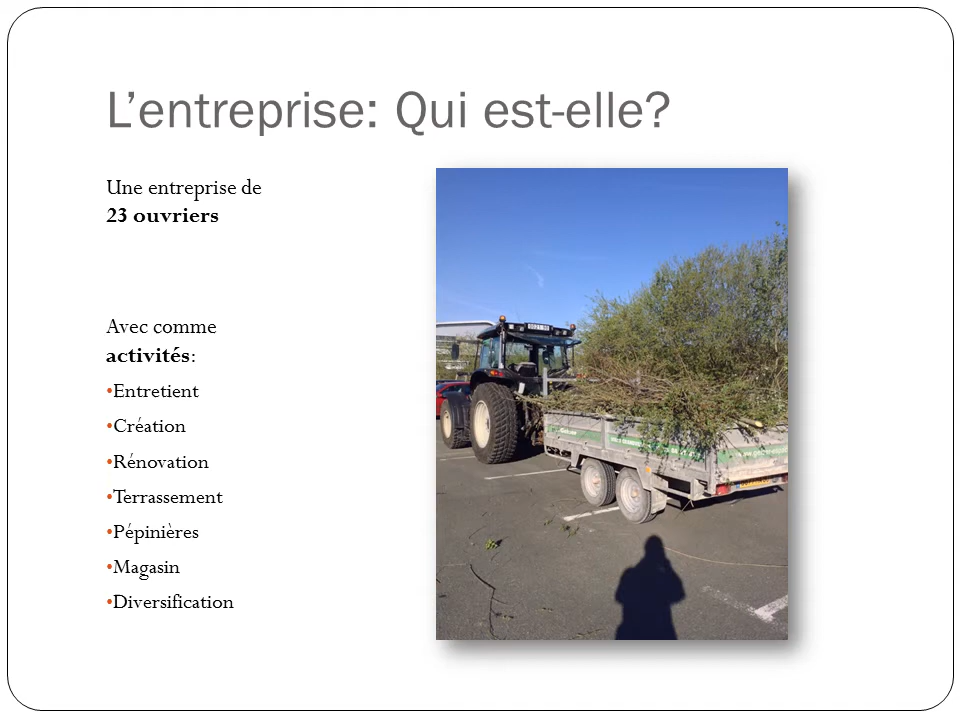 L’entreprise: Qui est-elle?
Une entreprise de
23 ouvriers
Avec comme
activités:
•Entretient
•Création
•Rénovation
•Terrassement
•Pépinières
•Magasin
•Diversification